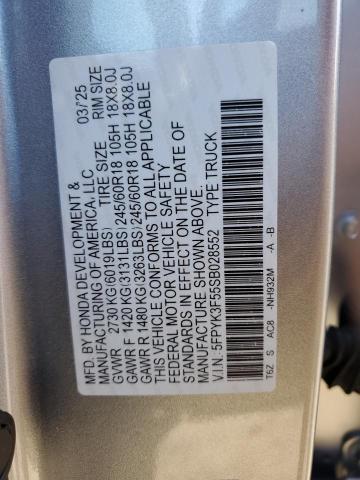 MFD. BY HONDA DEVELOPMENT & 03/25
MANUFACTURING OF AMERICA, LLC
TIRE SIZE RIM SIZE
GVWR 2730 KG(6019LBS)
GAWR F 1420 KG(3131LBS) 245/60R18 105H 18X8.0J
GAWR R 1480 KG(3263LBS) 245/60R18 105H 18X8.0J
THIS VEHICLE CONFORMS TO ALL APPLICABLE
FEDERAL MOTOR VEHICLE SAFETY
STANDARDS IN EFFECT ON THE DATE OF
MANUFACTURE SHOWN ABOVE.
V.I.N.: 5FPYK3F55SB028552 TYPE TRUCK
T6Z S AC8 -NH932M -A -B